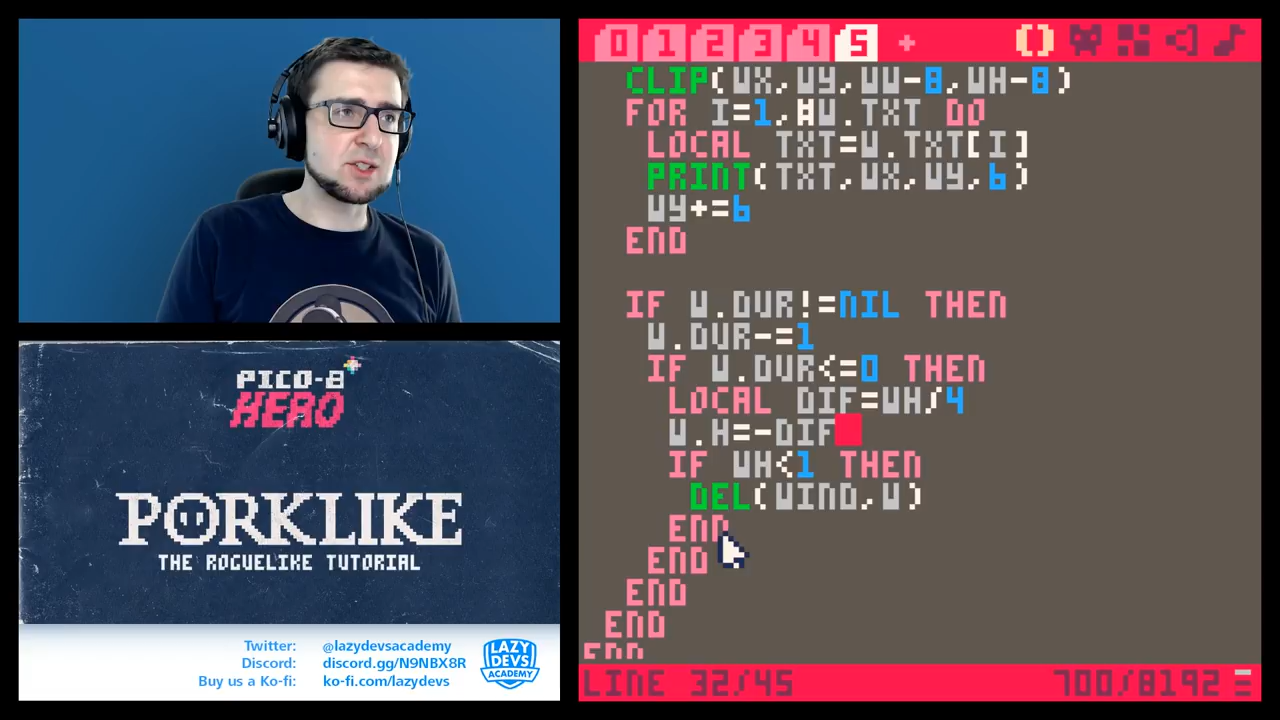 0 1 2 3 4 5 +
CLIP(WX,WY,WW-8,WH-8)
FOR I=1,#W.TXT DO
LOCAL TXT=W.TXT[I]
PRINT(TXT,WX,WY,6)
WY+=6
END
IF W.DUR!=NIL THEN
W.DUR-=1
IF W.DUR<=0 THEN
LOCAL DIF=WH/4
W.H=-DIF
IF WH<1 THEN
DEL(WIND,W)
END
END
END
END
END
LINE 32/45 700/8192
PICO-8
HERO
PORKLIKE
THE ROGUELIKE TUTORIAL
Twitter: @lazydevsacademy
Discord: discord.gg/N9NBX8R
Buy us a Ko-fi: ko-fi.com/lazydevs
LAZY
DEVS
ACADEMY